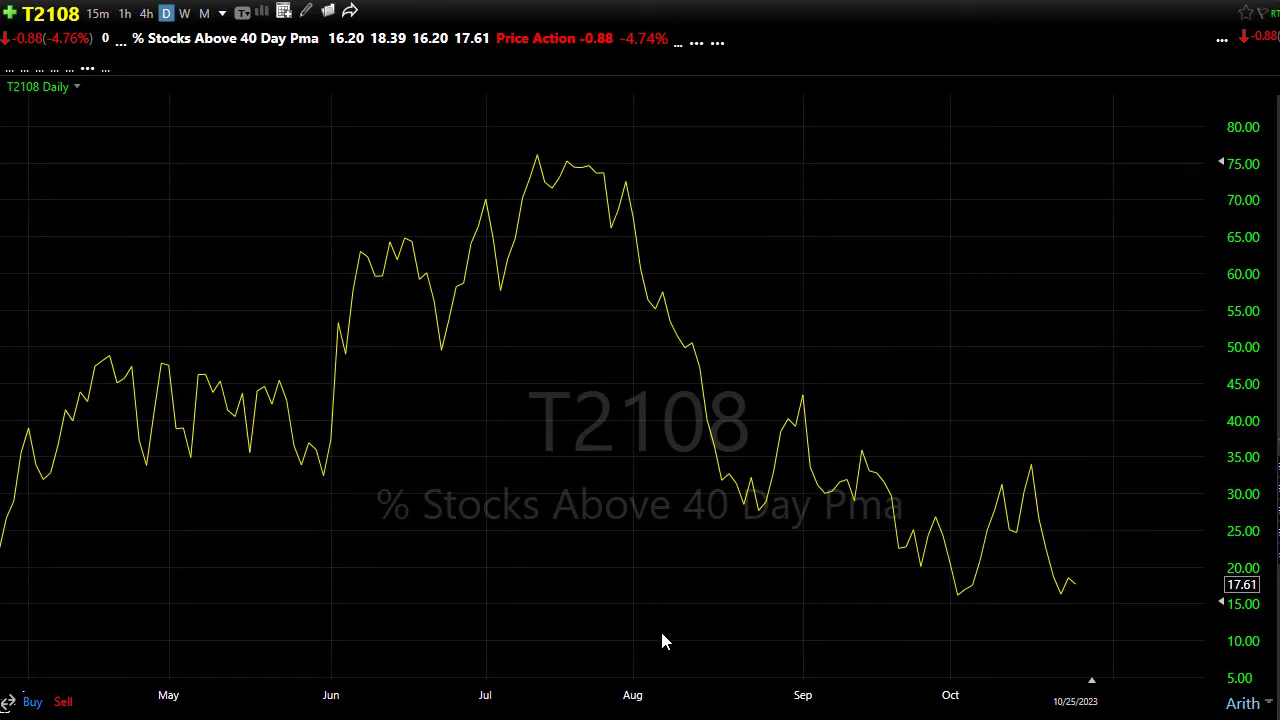 T2108 15m 1h 4h D W M T
RT
-0.88(-4.76%) 0 ... % Stocks Above 40 Day Pma 16.20 18.39 16.20 17.61 Price Action -0.88 -4.74% ... ... ...
... -0.88(
... ... ... ... ... ... ...
T2108 Daily
80.00
75.00
70.00
65.00
60.00
55.00
50.00
45.00
40.00
35.00
30.00
25.00
20.00
17.61
15.00
10.00
5.00
T2108
% Stocks Above 40 Day Pma
May Jun Jul Aug Sep Oct
10/25/2023
Buy Sell
Arith